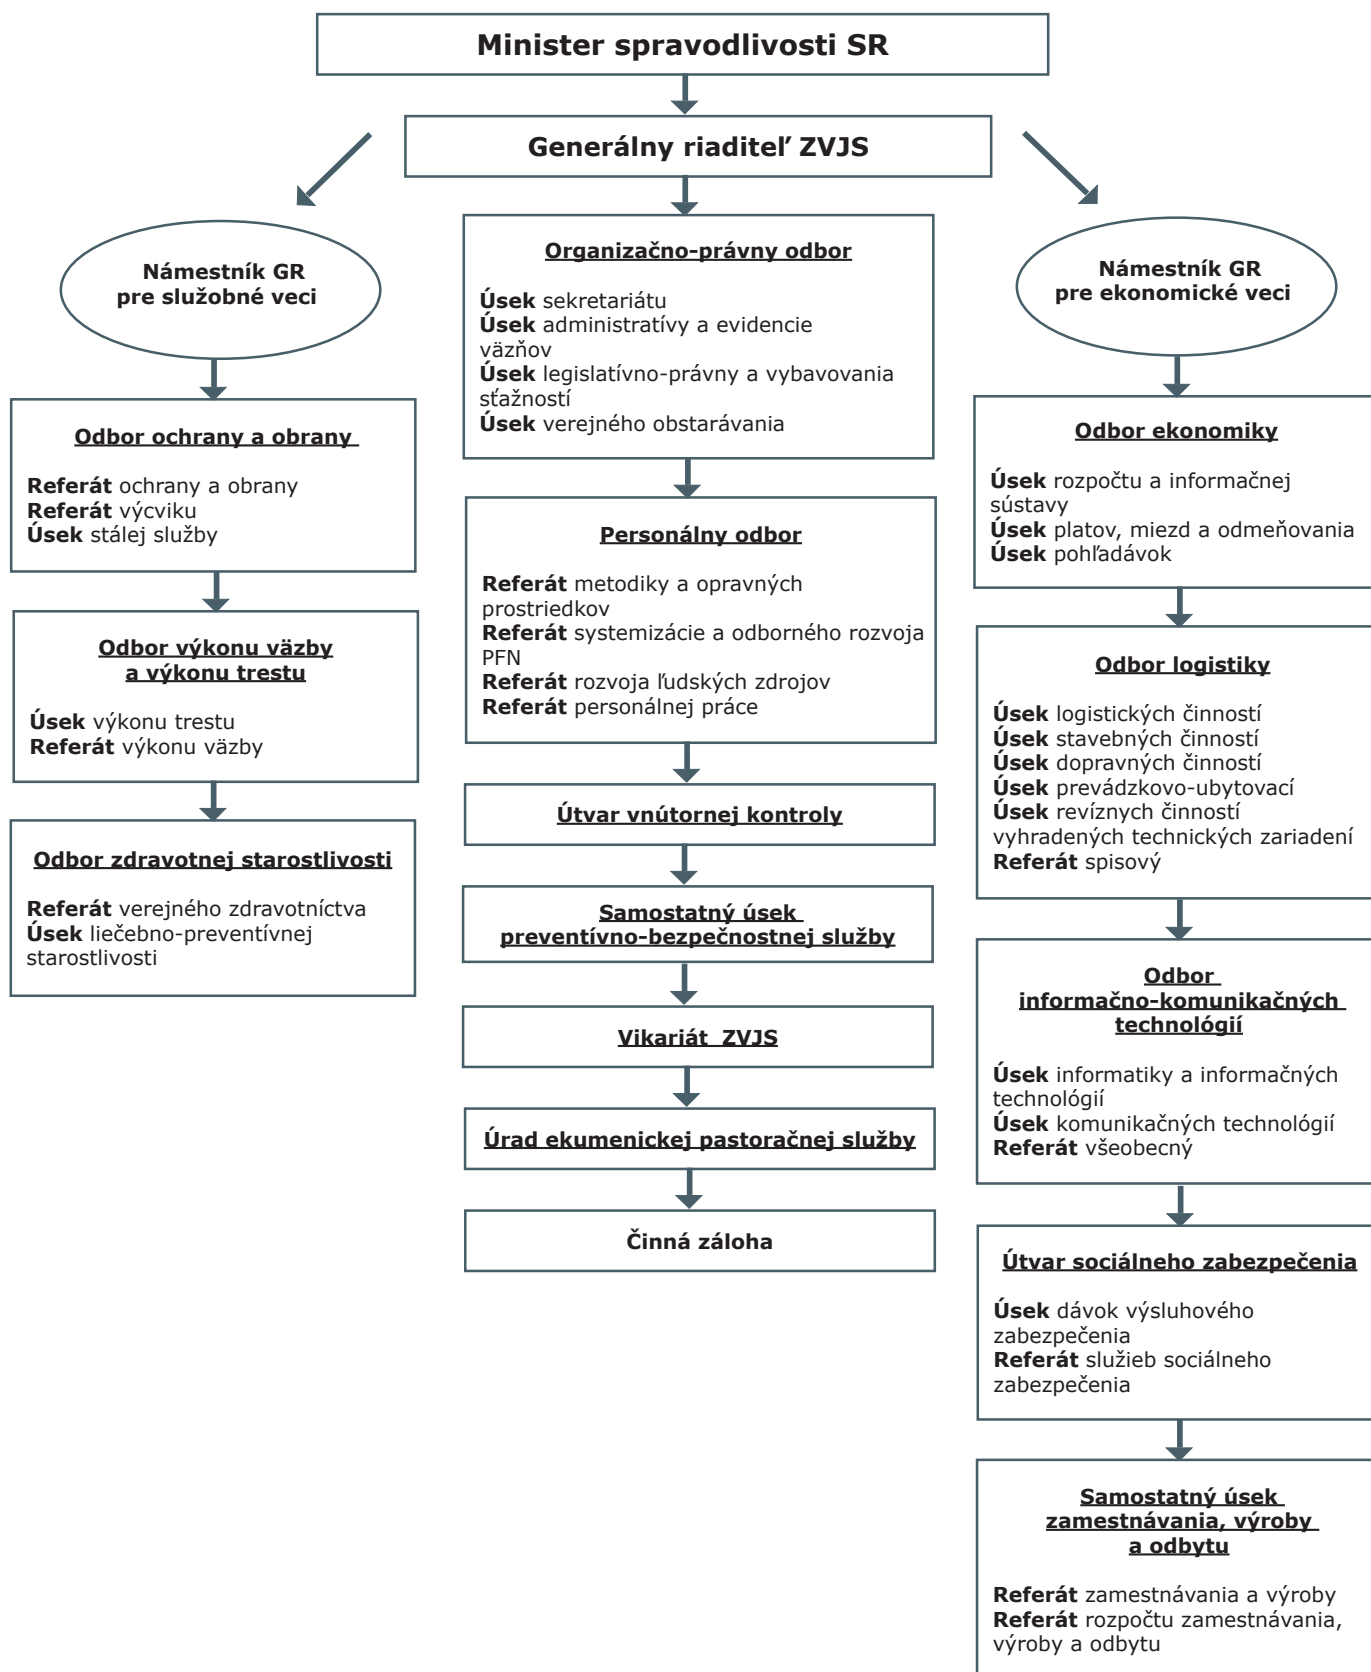 Minister spravodlivosti SR
Generálny riaditeľ ZVJS
Námestník GR
pre služobné veci
Odbor ochrany a obrany
Referát ochrany a obrany
Referát výcviku
Úsek stálej služby
Odbor výkonu väzby
a výkonu trestu
Úsek výkonu trestu
Referát výkonu väzby
Odbor zdravotnej starostlivosti
Referát verejného zdravotníctva
Úsek liečebno-preventívnej
starostlivosti
Organizačno-právny odbor
Úsek sekretariátu
Úsek administratívy a evidencie
väzňov
Úsek legislatívno-právny a vybavovania
sťažností
Úsek verejného obstarávania
Personálny odbor
Referát metodiky a opravných
prostriedkov
Referát systemizácie a odborného rozvoja
PFN
Referát rozvoja ľudských zdrojov
Referát personálnej práce
Útvar vnútornej kontroly
Samostatný úsek
preventívno-bezpečnostnej služby
Vikariát ZVJS
Úrad ekumenickej pastoračnej služby
Činná záloha
Námestník GR
pre ekonomické veci
Odbor ekonomiky
Úsek rozpočtu a informačnej
sústavy
Úsek platov, miezd a odmeňovania
Úsek pohľadávok
Odbor logistiky
Úsek logistických činností
Úsek stavebných činností
Úsek dopravných činností
Úsek prevádzkovo-ubytovací
Úsek revíznych činností
vyhradených technických zariadení
Referát spisový
Odbor
informačno-komunikačných
technológií
Úsek informatiky a informačných
technológií
Úsek komunikačných technológií
Referát všeobecný
Útvar sociálneho zabezpečenia
Úsek dávok výsluhového
zabezpečenia
Referát služieb sociálneho
zabezpečenia
Samostatný úsek
zamestnávania, výroby
a odbytu
Referát zamestnávania a výroby
Referát rozpočtu zamestnávania,
výroby a odbytu